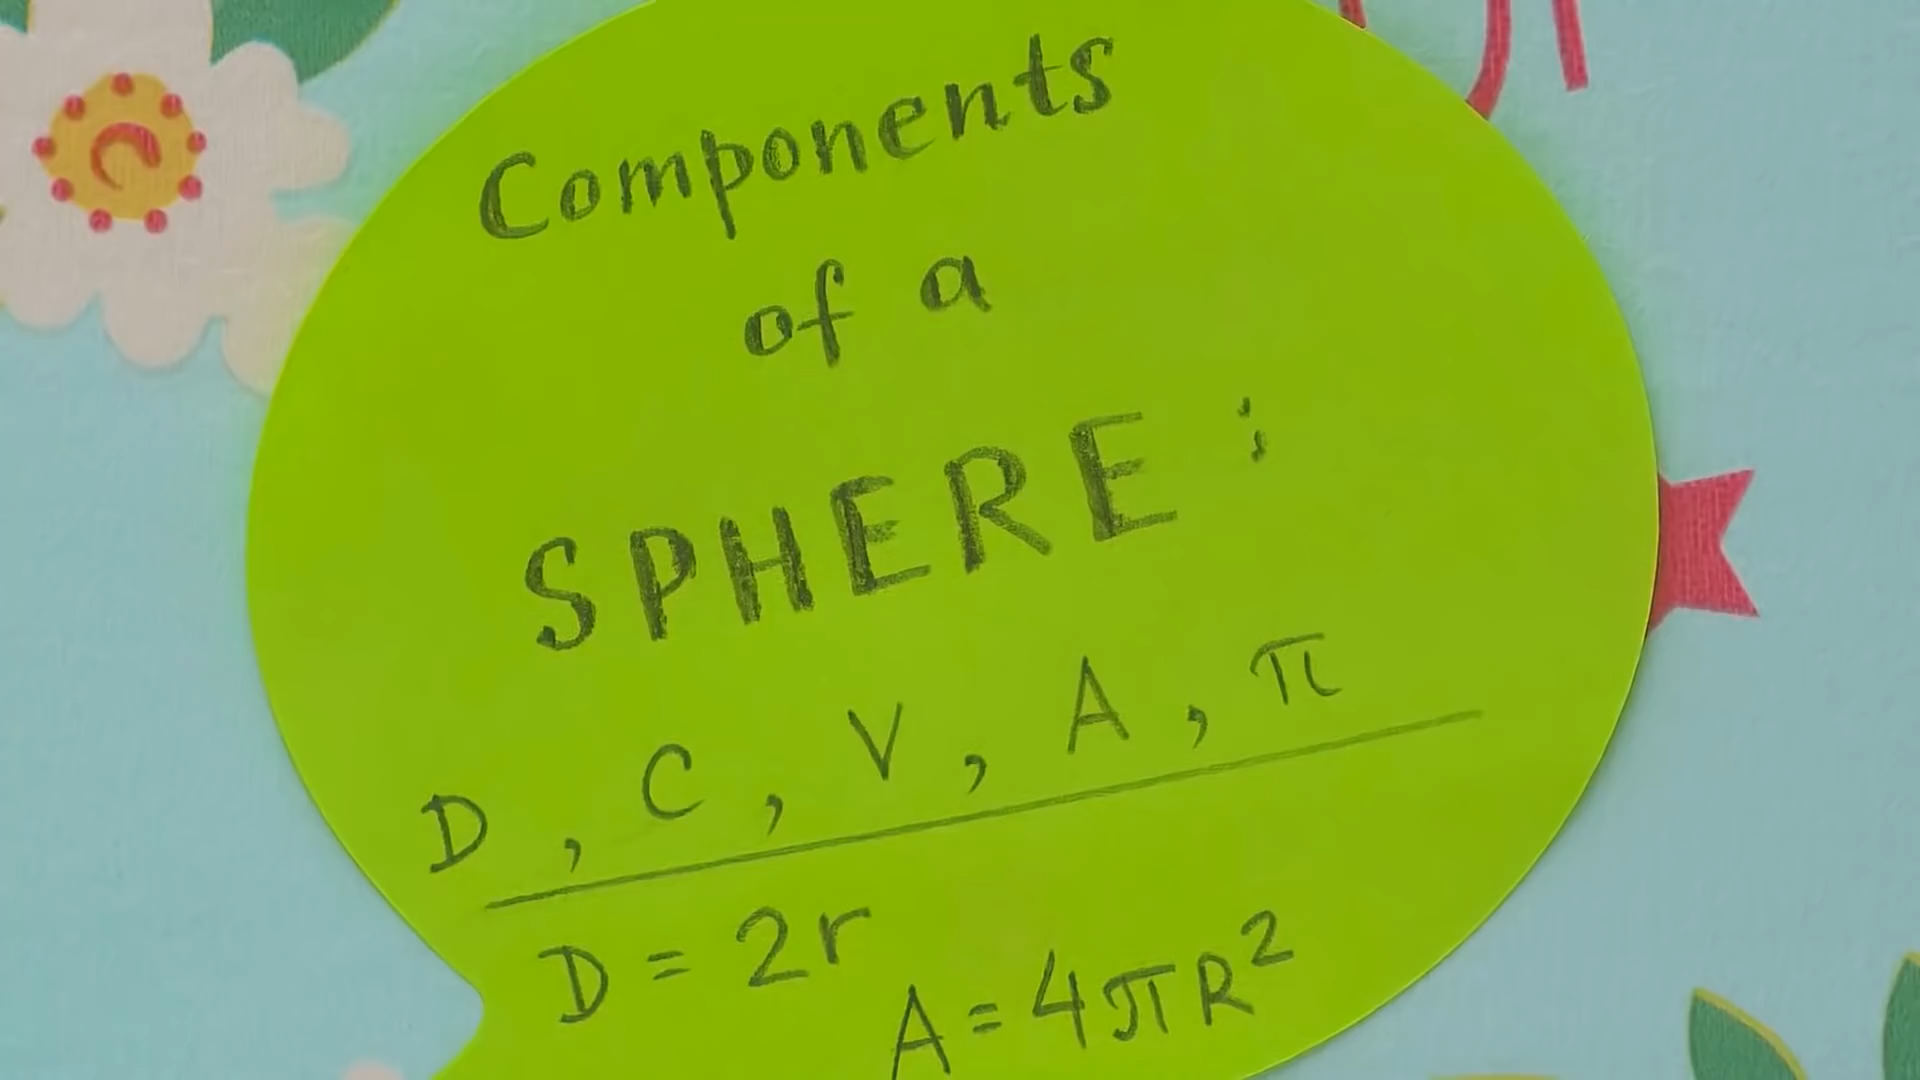 Components
of a
SPHERE :
D , C , V , A , π
D = 2r
A = 4πR²